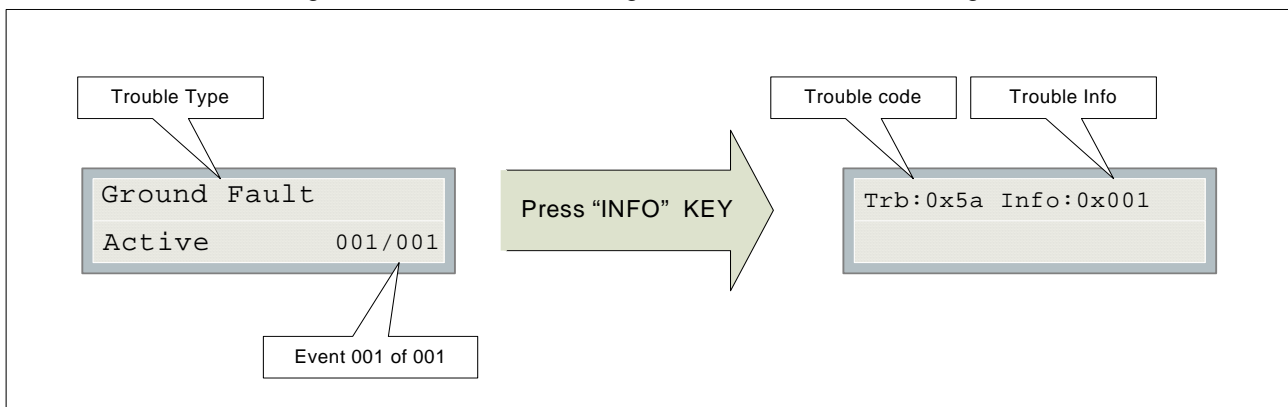 Trouble Type
Ground Fault
Active 001/001
Event 001 of 001
Press “INFO” KEY
Trouble code
Trouble Info
Trb:0x5a Info:0x001